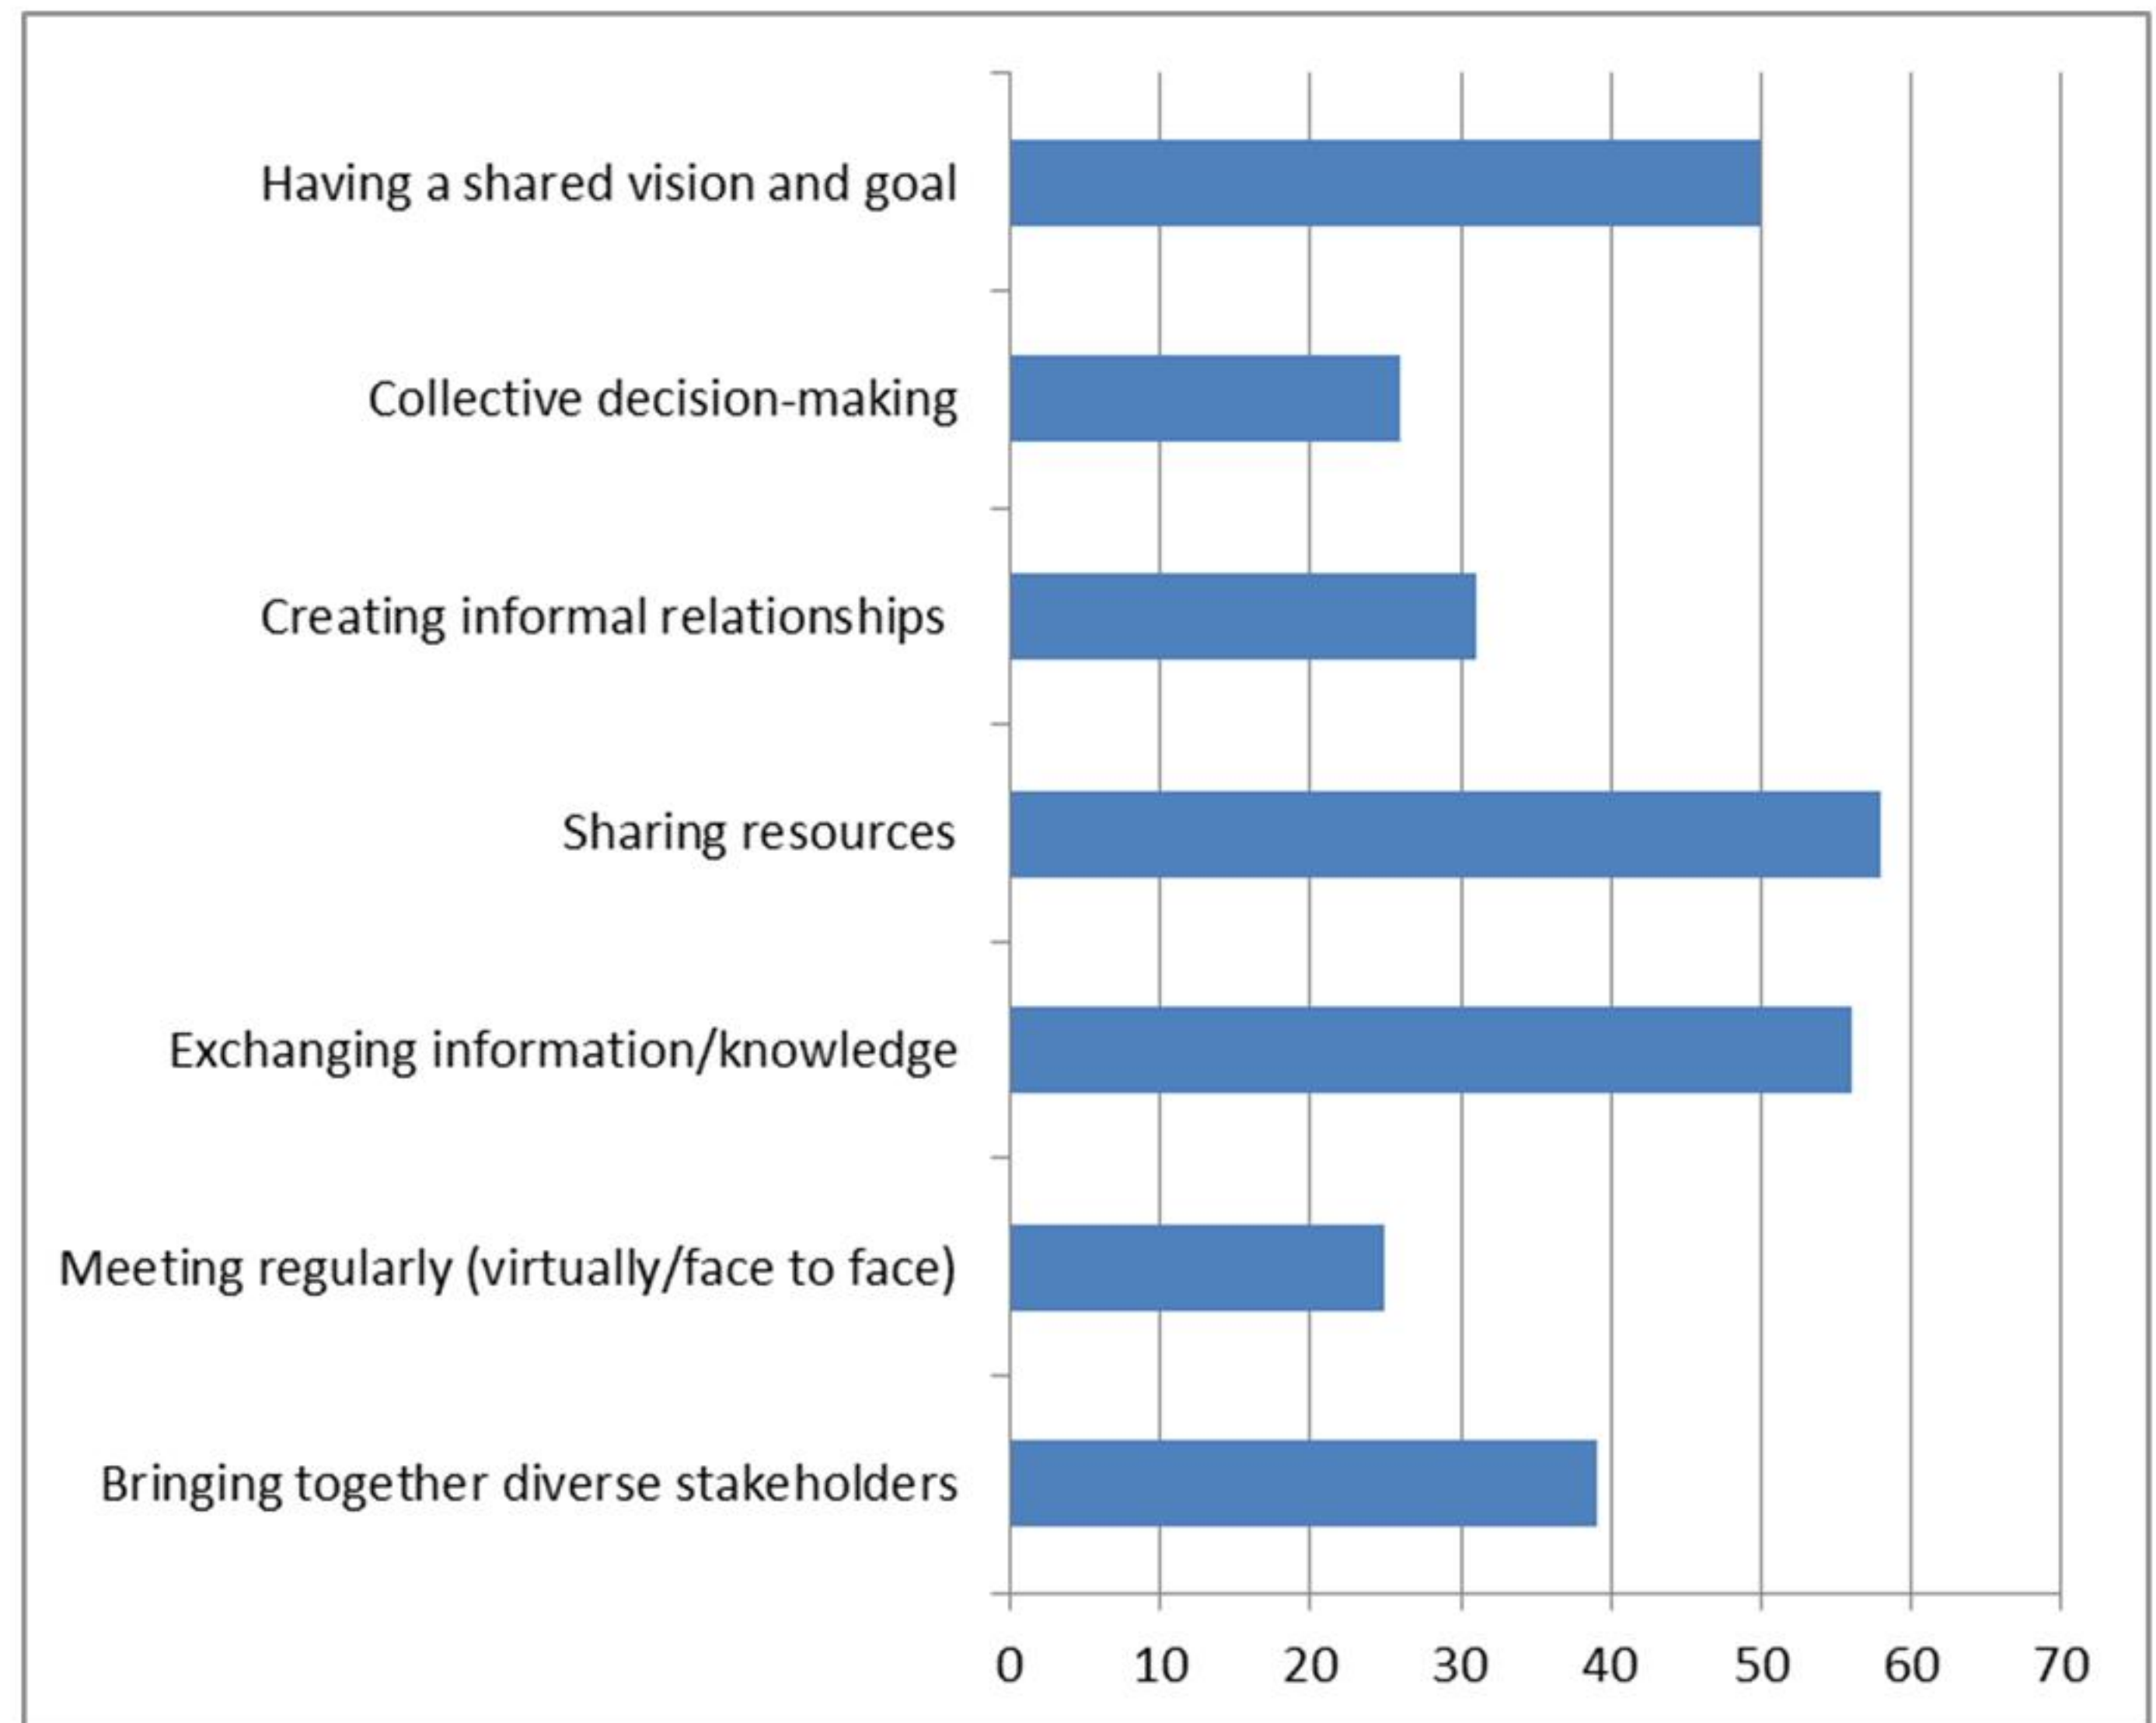 Having a shared vision and goal
Collective decision-making
Creating informal relationships
Sharing resources
Exchanging information/knowledge
Meeting regularly (virtually/face to face)
Bringing together diverse stakeholders
0 10 20 30 40 50 60 70